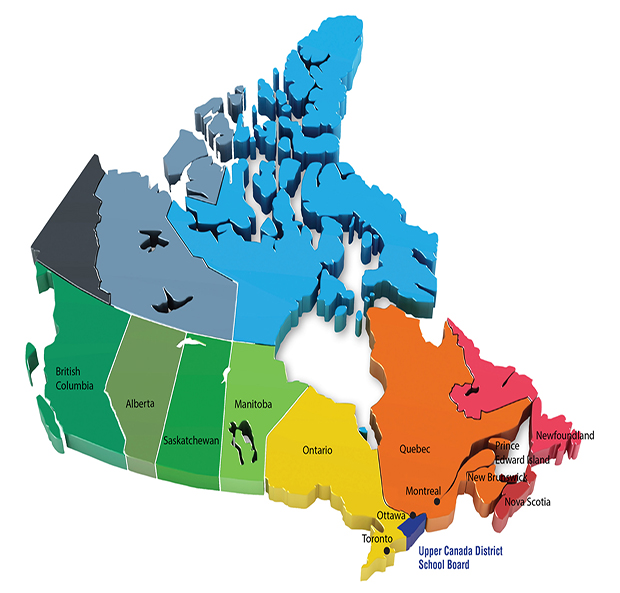 British
Columbia
Alberta
Saskatchewan
Manitoba
Ontario
Quebec
Newfoundland
Prince
Edward Island
New Brunswick
Nova Scotia
Montreal
Ottawa
Toronto
Upper Canada District
School Board